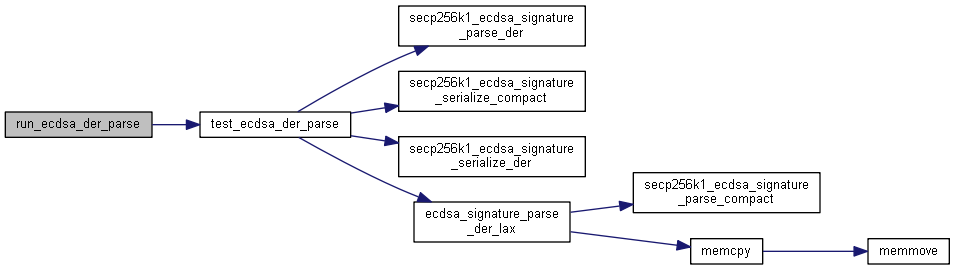 run_ecdsa_der_parse
test_ecdsa_der_parse
secp256k1_ecdsa_signature
_parse_der
secp256k1_ecdsa_signature
_serialize_compact
secp256k1_ecdsa_signature
_serialize_der
ecdsa_signature_parse
_der_lax
secp256k1_ecdsa_signature
_parse_compact
memcpy
memmove